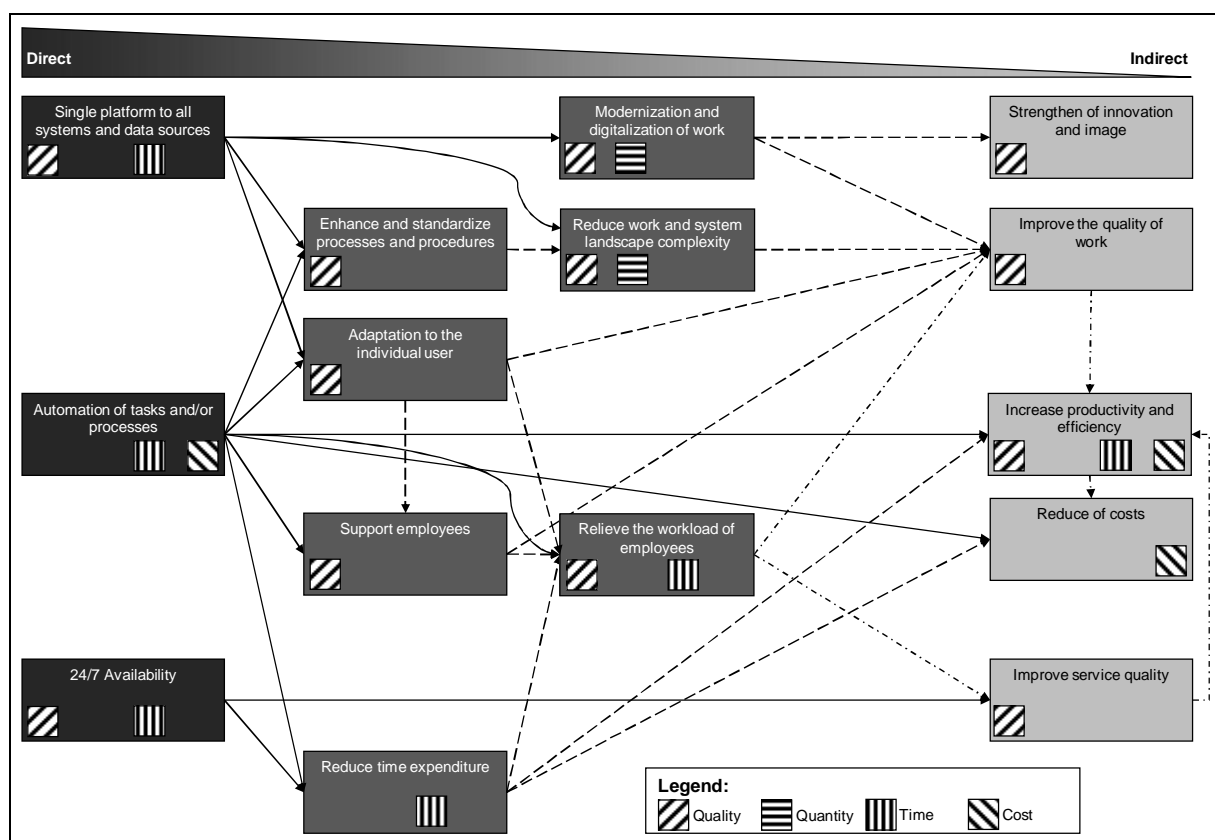 Direct
Indirect
Single platform to all
systems and data sources
Modernization and
digitalization of work
Strengthen of innovation
and image
Enhance and standardize
processes and procedures
Reduce work and system
landscape complexity
Improve the quality of
work
Adaptation to the
individual user
Automation of tasks and/or
processes
Increase productivity and
efficiency
Support employees
Relieve the workload of
employees
Reduce of costs
24/7 Availability
Improve service quality
Reduce time expenditure
Legend:
Quality
Quantity
Time
Cost